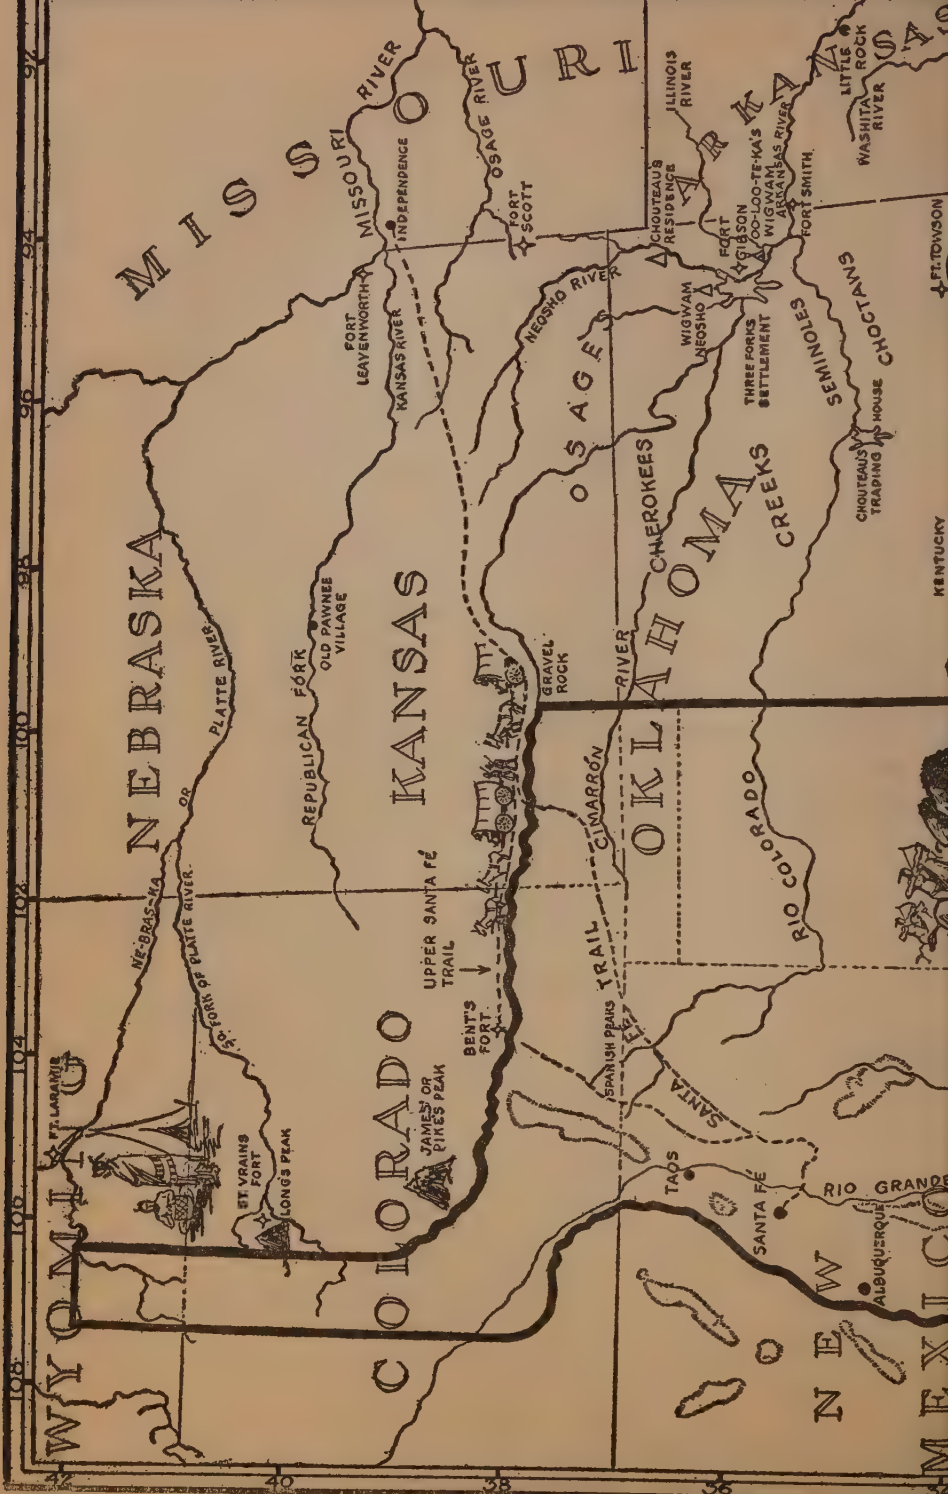 92
94
96
98
100
102
104
106
108
42
40
38
36
MISSOURI
MISSOURI RIVER
INDEPENDENCE
OSAGE RIVER
FORT
SCOTT
ILLINOIS
RIVER
CHOUTEAU'S
RESIDENCE
LITTLE
ROCK
WASHITA
RIVER
FORT
GIBSON
OO-LOO-TE-KA'S
WIGWAM
ARKANSAS RIVER
FORT SMITH
FT. TOWSON
FORT
LEAVENWORTH
KANSAS RIVER
NEOSHO RIVER
WIGWAM
NEOSHO
THREE FORKS
SETTLEMENT
SEMINOLES
CHOCTAWS
OSAGE
CHEROKEES
CREEKS
CHOUTEAU'S
TRADING HOUSE
KENTUCKY
NEBRASKA
PLATTE RIVER
OR
NE-BRAS-KA
SO. FORK OF PLATTE RIVER
REPUBLICAN FORK
OLD PAWNEE
VILLAGE
KANSAS
GRAVEL
ROCK
OKLAHOMA
CIMARRÓN RIVER
RIO COLORADO
UPPER SANTA FÉ
TRAIL
BENT'S
FORT
SPANISH PEAKS
SANTA FÉ TRAIL
WYOMING
FT. LARAMIE
ST. VRAINS
FORT
LONGS PEAK
COLORADO
JAMES' OR
PIKES PEAK
TAOS
SANTA FÉ
RIO GRANDE
ALBUQUERQUE
NEW
MEXICO